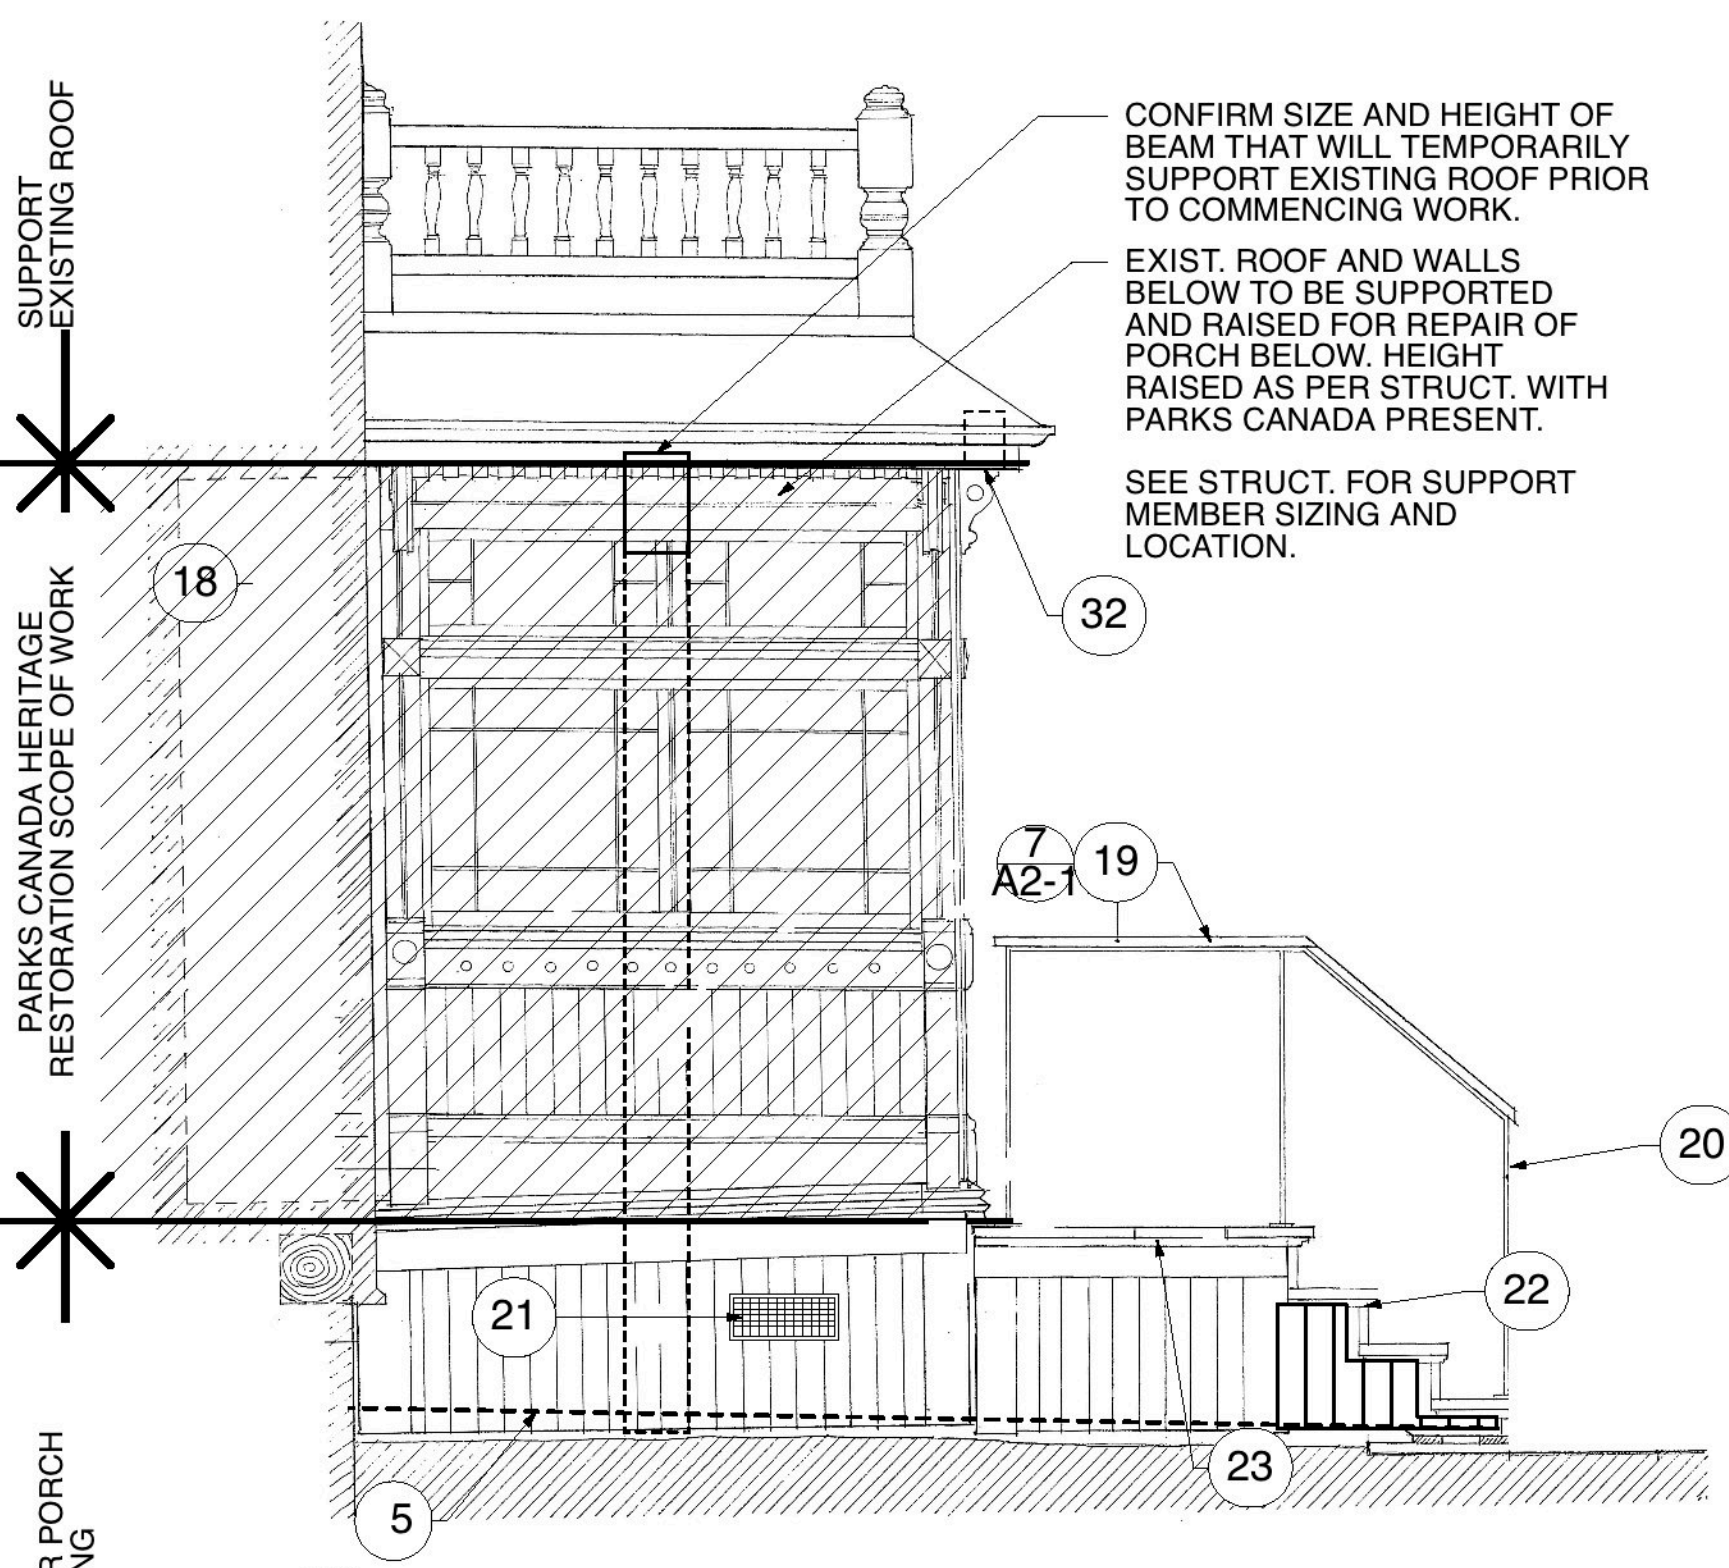 SUPPORT
EXISTING ROOF
CONFIRM SIZE AND HEIGHT OF
BEAM THAT WILL TEMPORARILY
SUPPORT EXISTING ROOF PRIOR
TO COMMENCING WORK.
EXIST. ROOF AND WALLS
BELOW TO BE SUPPORTED
AND RAISED FOR REPAIR OF
PORCH BELOW. HEIGHT
RAISED AS PER STRUCT. WITH
PARKS CANADA PRESENT.
SEE STRUCT. FOR SUPPORT
MEMBER SIZING AND
LOCATION.
18
32
PARKS CANADA HERITAGE
RESTORATION SCOPE OF WORK
7
A2-1
19
20
21
22
23
5
PORCH